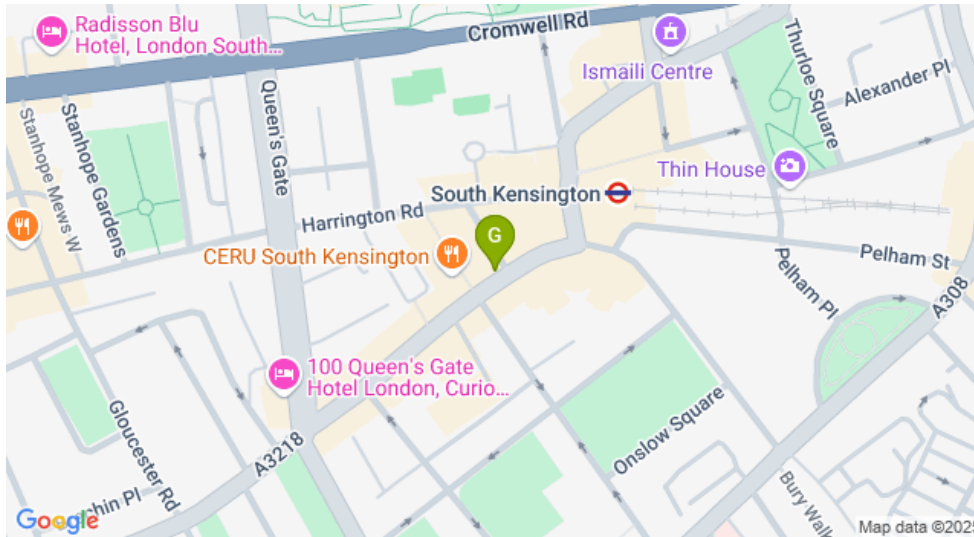 Radisson Blu
Hotel, London South...
Cromwell Rd
Ismaili Centre
Thurloe Square
Alexander Pl
Stanhope Mews W
Stanhope Gardens
Queen's Gate
Thin House
South Kensington
Harrington Rd
G
CERU South Kensington
Pelham St
Pelham Pl
A308
100 Queen's Gate
Hotel London, Curio...
Onslow Square
Gloucester Rd
A3218
Bury Walk
chin Pl
Google
Map data ©2025